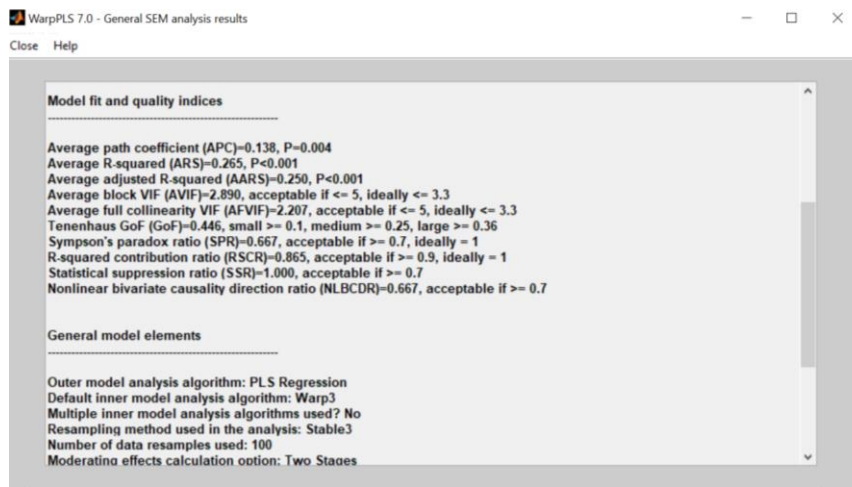 WarpPLS 7.0 - General SEM analysis results
Close Help
Model fit and quality indices
------------------------------------------------------------
Average path coefficient (APC)=0.138, P=0.004
Average R-squared (ARS)=0.265, P<0.001
Average adjusted R-squared (AARS)=0.250, P<0.001
Average block VIF (AVIF)=2.890, acceptable if <= 5, ideally <= 3.3
Average full collinearity VIF (AFVIF)=2.207, acceptable if <= 5, ideally <= 3.3
Tenenhaus GoF (GoF)=0.446, small >= 0.1, medium >= 0.25, large >= 0.36
Sympson's paradox ratio (SPR)=0.667, acceptable if >= 0.7, ideally = 1
R-squared contribution ratio (RSCR)=0.865, acceptable if >= 0.9, ideally = 1
Statistical suppression ratio (SSR)=1.000, acceptable if >= 0.7
Nonlinear bivariate causality direction ratio (NLBCDR)=0.667, acceptable if >= 0.7
General model elements
------------------------------------------------------------
Outer model analysis algorithm: PLS Regression
Default inner model analysis algorithm: Warp3
Multiple inner model analysis algorithms used? No
Resampling method used in the analysis: Stable3
Number of data resamples used: 100
Moderating effects calculation option: Two Stages